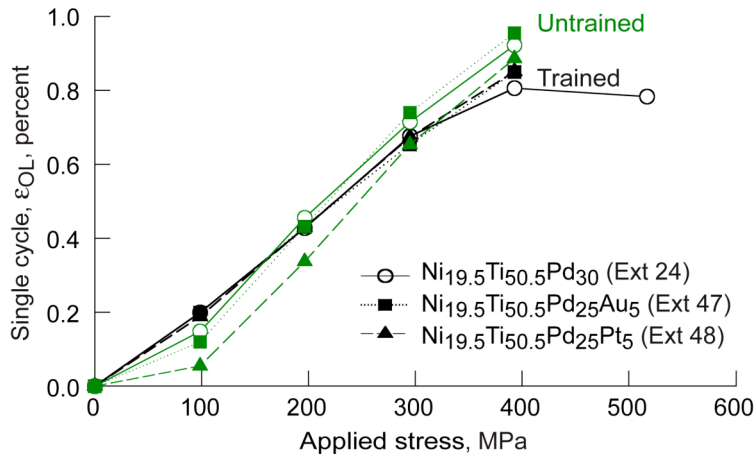 1.0
0.8
0.6
0.4
0.2
0.0
Single cycle, εOL, percent
Untrained
Trained
Ni19.5Ti50.5Pd30 (Ext 24)
Ni19.5Ti50.5Pd25Au5 (Ext 47)
Ni19.5Ti50.5Pd25Pt5 (Ext 48)
0 100 200 300 400 500 600
Applied stress, MPa